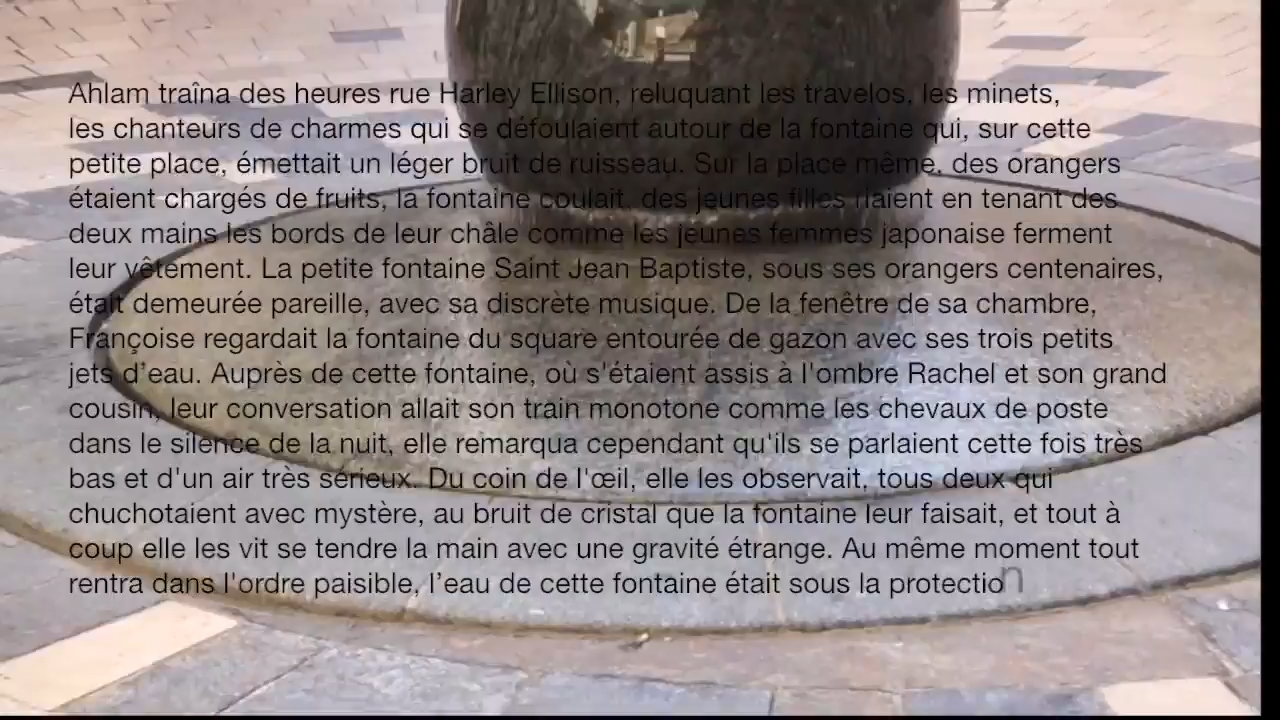 Ahlam traîna des heures rue Harley Ellison, reluquant les travelos, les minets,
les chanteurs de charmes qui se défoulaient autour de la fontaine qui, sur cette
petite place, émettait un léger bruit de ruisseau. Sur la place même, des orangers
étaient chargés de fruits, la fontaine coulait, des jeunes filles riaient en tenant des
deux mains les bords de leur châle comme les jeunes femmes japonaise ferment
leur vêtement. La petite fontaine Saint Jean Baptiste, sous ses orangers centenaires,
était demeurée pareille, avec sa discrète musique. De la fenêtre de sa chambre,
Françoise regardait la fontaine du square entourée de gazon avec ses trois petits
jets d’eau. Auprès de cette fontaine, où s'étaient assis à l'ombre Rachel et son grand
cousin, leur conversation allait son train monotone comme les chevaux de poste
dans le silence de la nuit, elle remarqua cependant qu'ils se parlaient cette fois très
bas et d'un air très sérieux. Du coin de l'œil, elle les observait, tous deux qui
chuchotaient avec mystère, au bruit de cristal que la fontaine leur faisait, et tout à
coup elle les vit se tendre la main avec une gravité étrange. Au même moment tout
rentra dans l'ordre paisible, l’eau de cette fontaine était sous la protection